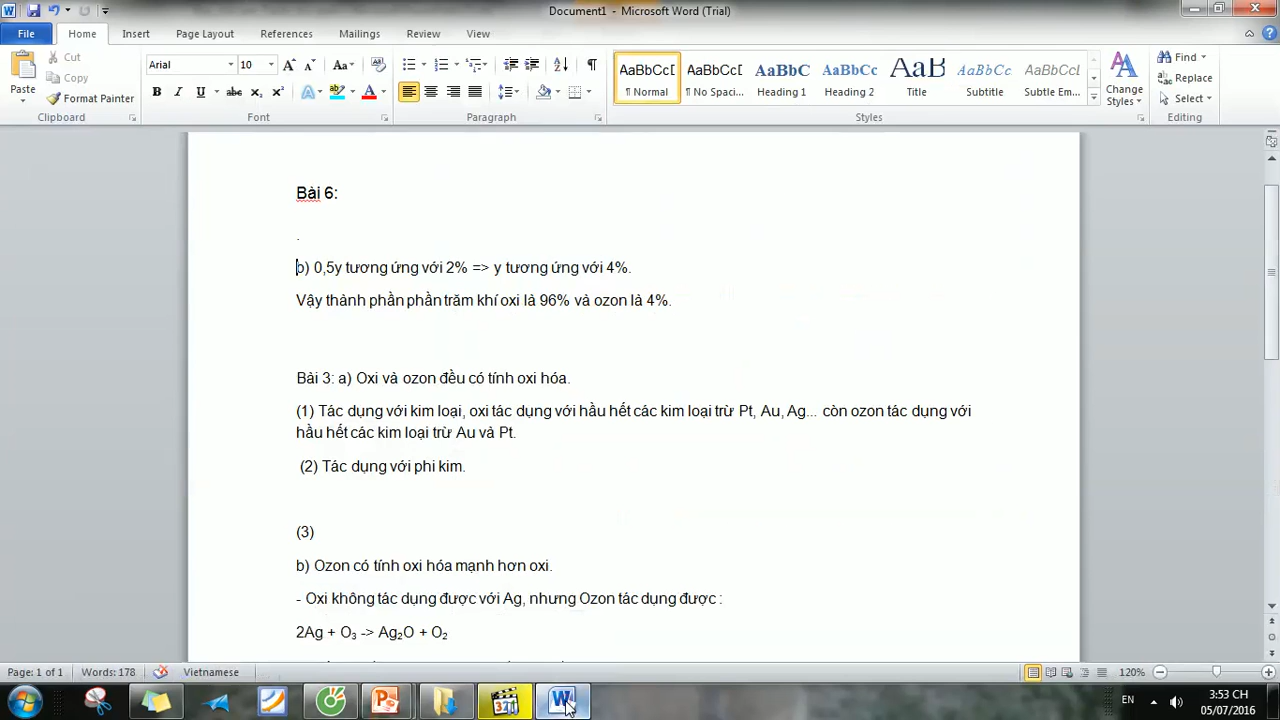 Document1 - Microsoft Word (Trial)
File Home Insert Page Layout References Mailings Review View
Paste
Cut
Copy
Format Painter
Clipboard
Arial 10
Font
Paragraph
AaBbCcD AaBbCcD AaBbC AaBbCc AaB AaBbCcI AaBbCcD
¶ Normal ¶ No Spaci... Heading 1 Heading 2 Title Subtitle Subtle Em...
Change Styles
Styles
Find
Replace
Select
Editing
Bài 6:
.
b) 0,5y tương ứng với 2% => y tương ứng với 4%.
Vậy thành phần phần trăm khí oxi là 96% và ozon là 4%.
Bài 3: a) Oxi và ozon đều có tính oxi hóa.
(1) Tác dụng với kim loại, oxi tác dụng với hầu hết các kim loại trừ Pt, Au, Ag... còn ozon tác dụng với
hầu hết các kim loại trừ Au và Pt.
(2) Tác dụng với phi kim.
(3)
b) Ozon có tính oxi hóa mạnh hơn oxi.
- Oxi không tác dụng được với Ag, nhưng Ozon tác dụng được :
2Ag + O₃ -> Ag₂O + O₂
Page: 1 of 1 Words: 178 Vietnamese 120%
EN 3:53 CH
05/07/2016